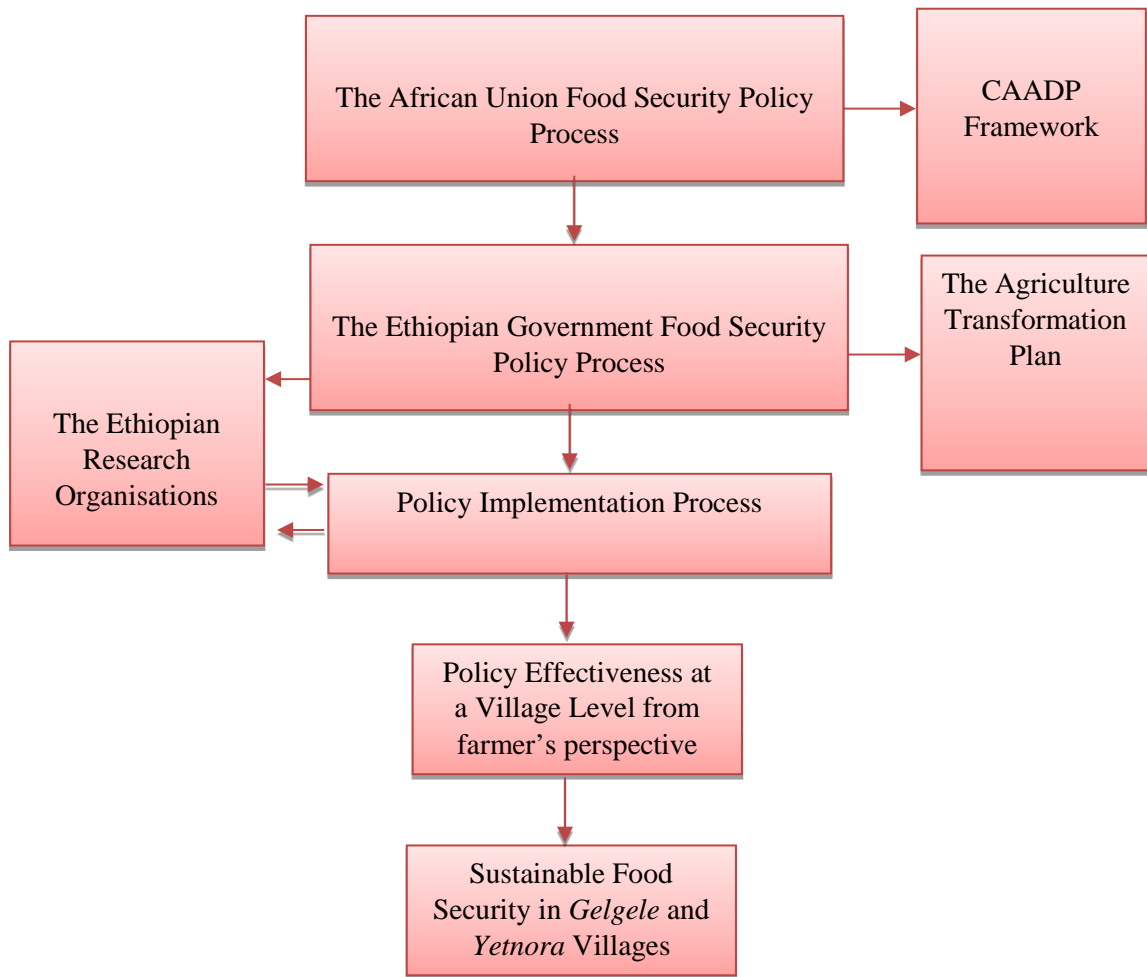 The African Union Food Security Policy
Process
CAADP
Framework
The Ethiopian Government Food Security
Policy Process
The Agriculture
Transformation
Plan
The Ethiopian
Research
Organisations
Policy Implementation Process
Policy Effectiveness at
a Village Level from
farmer’s perspective
Sustainable Food
Security in Gelgele and
Yetnora Villages